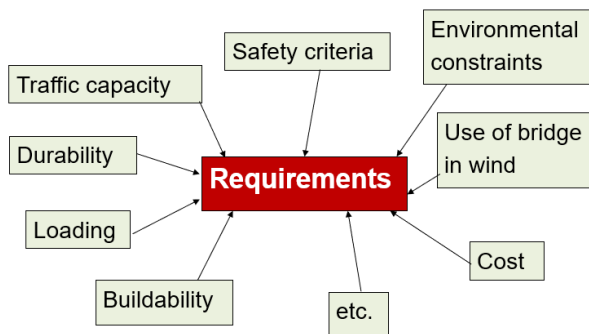 Safety criteria
Environmental
constraints
Traffic capacity
Use of bridge
in wind
Durability
Requirements
Loading
Cost
Buildability
etc.